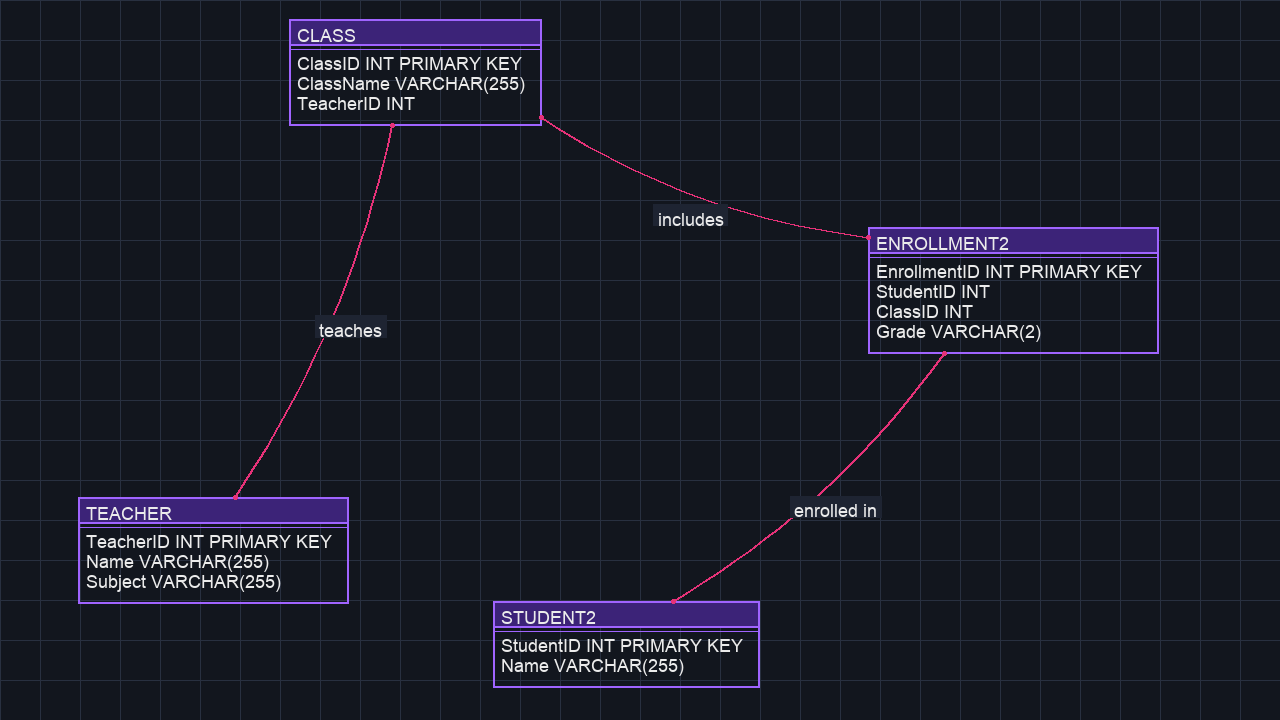 CLASS
ClassID INT PRIMARY KEY
ClassName VARCHAR(255)
TeacherID INT
includes
ENROLLMENT2
EnrollmentID INT PRIMARY KEY
StudentID INT
ClassID INT
Grade VARCHAR(2)
teaches
enrolled in
TEACHER
TeacherID INT PRIMARY KEY
Name VARCHAR(255)
Subject VARCHAR(255)
STUDENT2
StudentID INT PRIMARY KEY
Name VARCHAR(255)